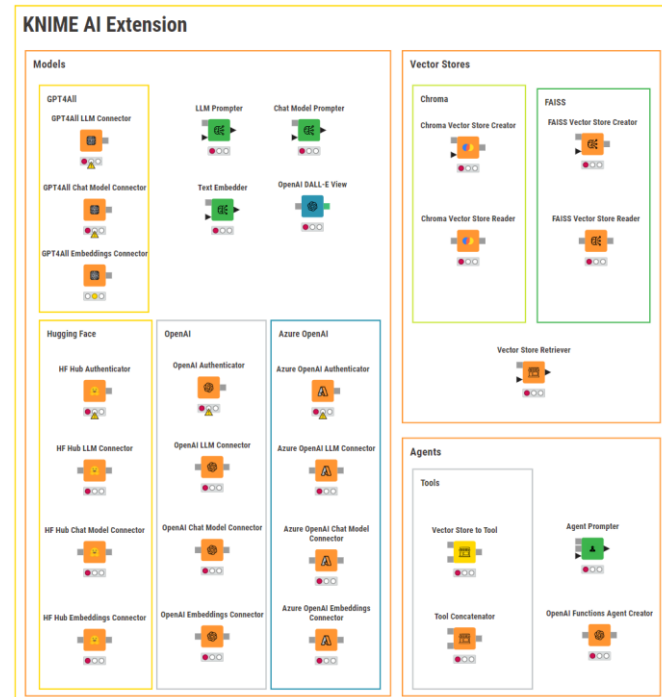 KNIME AI Extension
Models
GPT4All
GPT4All LLM Connector
GPT4All Chat Model Connector
GPT4All Embeddings Connector
LLM Prompter
Chat Model Prompter
Text Embedder
OpenAI DALL-E View
Hugging Face
HF Hub Authenticator
HF Hub LLM Connector
HF Hub Chat Model Connector
HF Hub Embeddings Connector
OpenAI
OpenAI Authenticator
OpenAI LLM Connector
OpenAI Chat Model Connector
OpenAI Embeddings Connector
Azure OpenAI
Azure OpenAI Authenticator
Azure OpenAI LLM Connector
Azure OpenAI Chat Model
Connector
Azure OpenAI Embeddings
Connector
Vector Stores
Chroma
Chroma Vector Store Creator
Chroma Vector Store Reader
FAISS
FAISS Vector Store Creator
FAISS Vector Store Reader
Vector Store Retriever
Agents
Tools
Vector Store to Tool
Tool Concatenator
Agent Prompter
OpenAI Functions Agent Creator